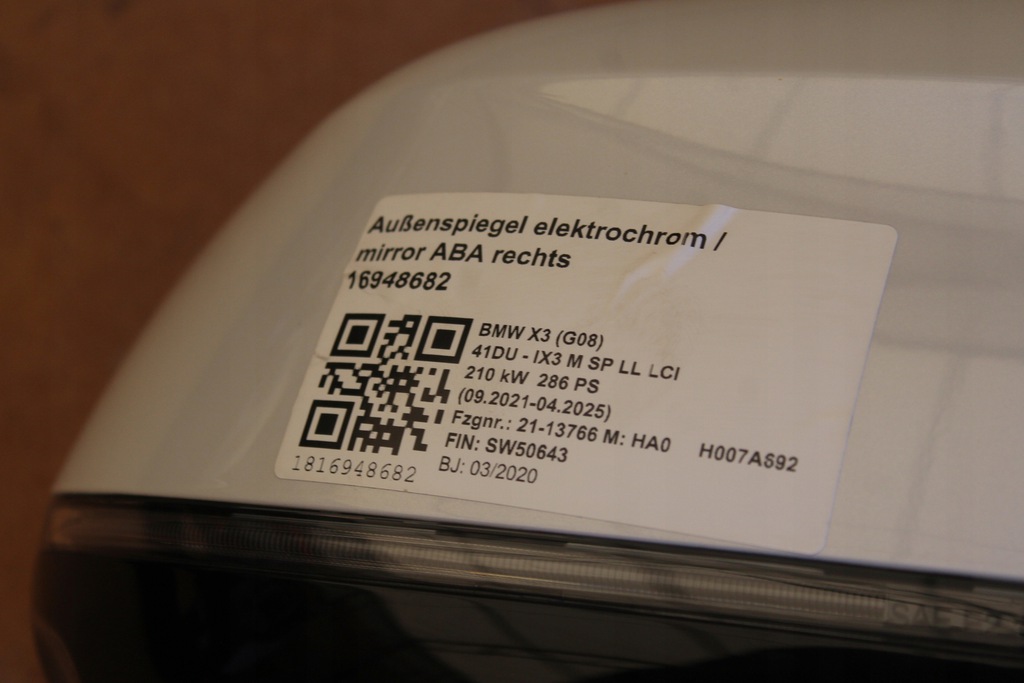 Außenspiegel elektrochrom /
mirror ABA rechts
16948682
BMW X3 (G08)
41DU - IX3 M SP LL LCI
210 kW 286 PS
(09.2021-04.2025)
Fzgnr.: 21-13766 M: HA0 H007A692
FIN: SW50643
BJ: 03/2020
1816948682